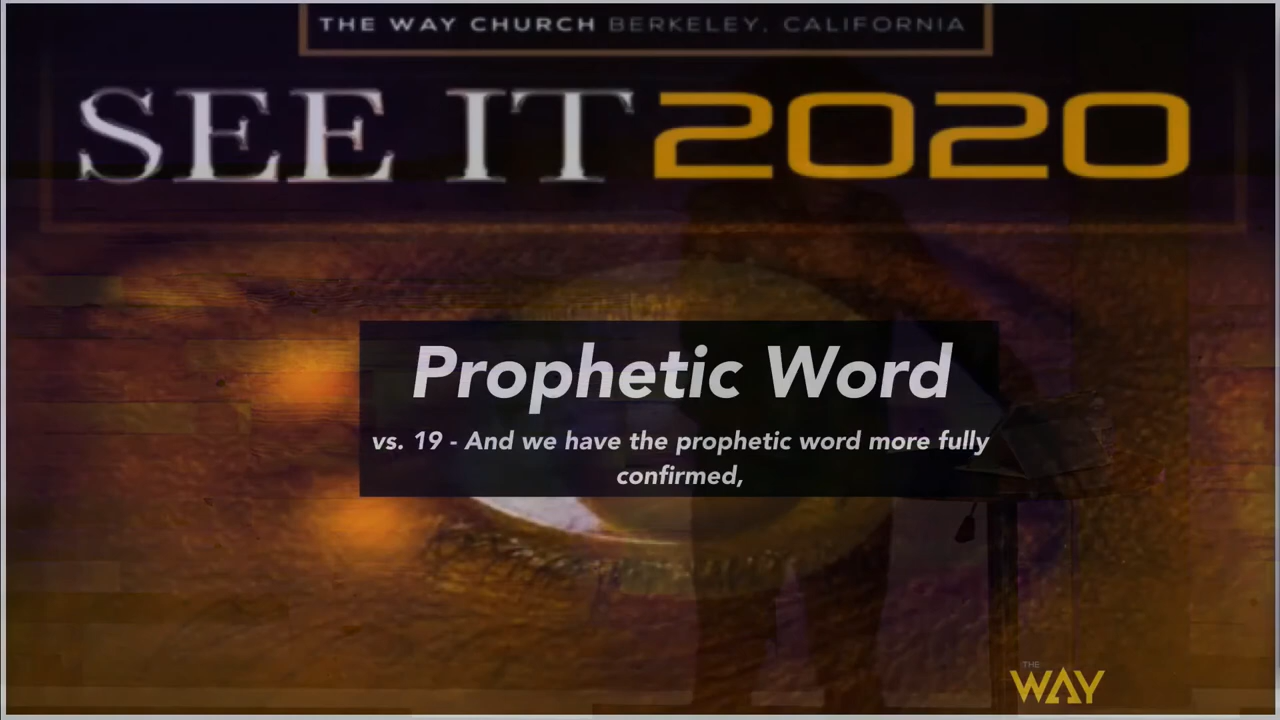 THE WAY CHURCH BERKELEY, CALIFORNIA
SEE IT 2020
Prophetic Word
vs. 19 - And we have the prophetic word more fully
confirmed,
THE
WAY